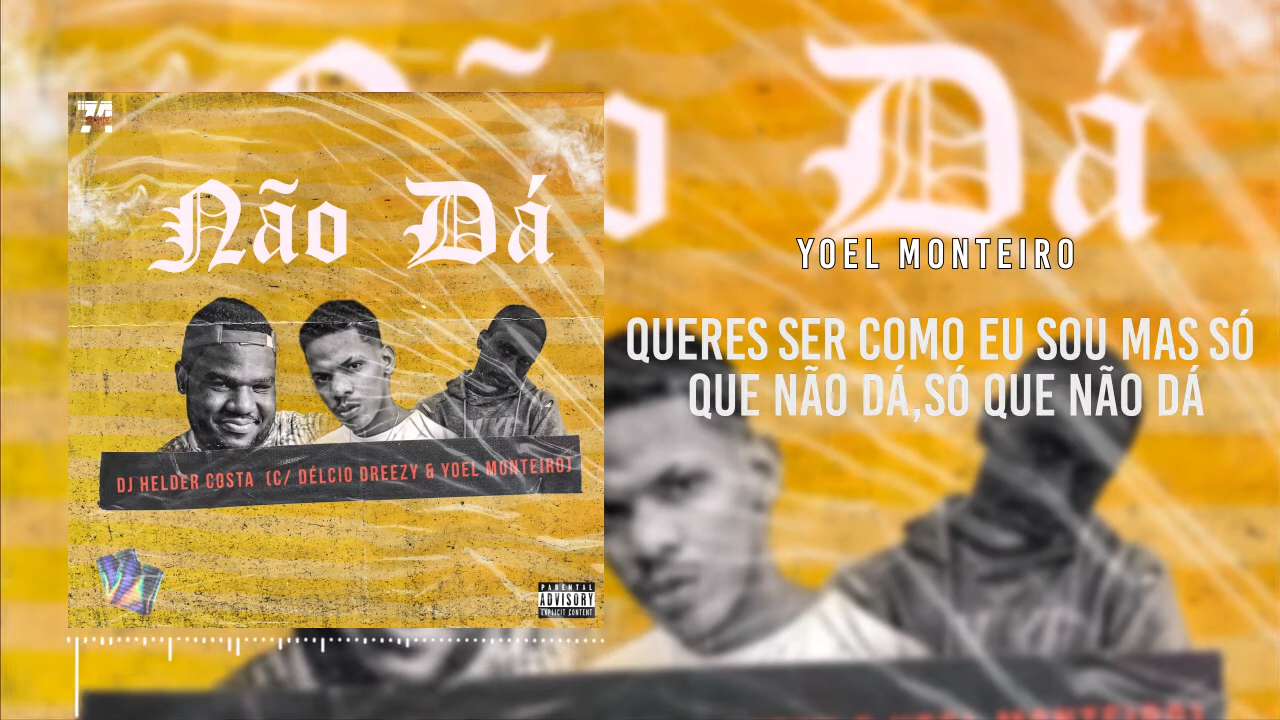 Não Dá
DJ HELDER COSTA (C/ DÉLCIO DREEZY & YOEL MONTEIRO)
PARENTAL
ADVISORY
EXPLICIT CONTENT
YOEL MONTEIRO
QUERES SER COMO EU SOU MAS SÓ
QUE NÃO DÁ,SÓ QUE NÃO DÁ